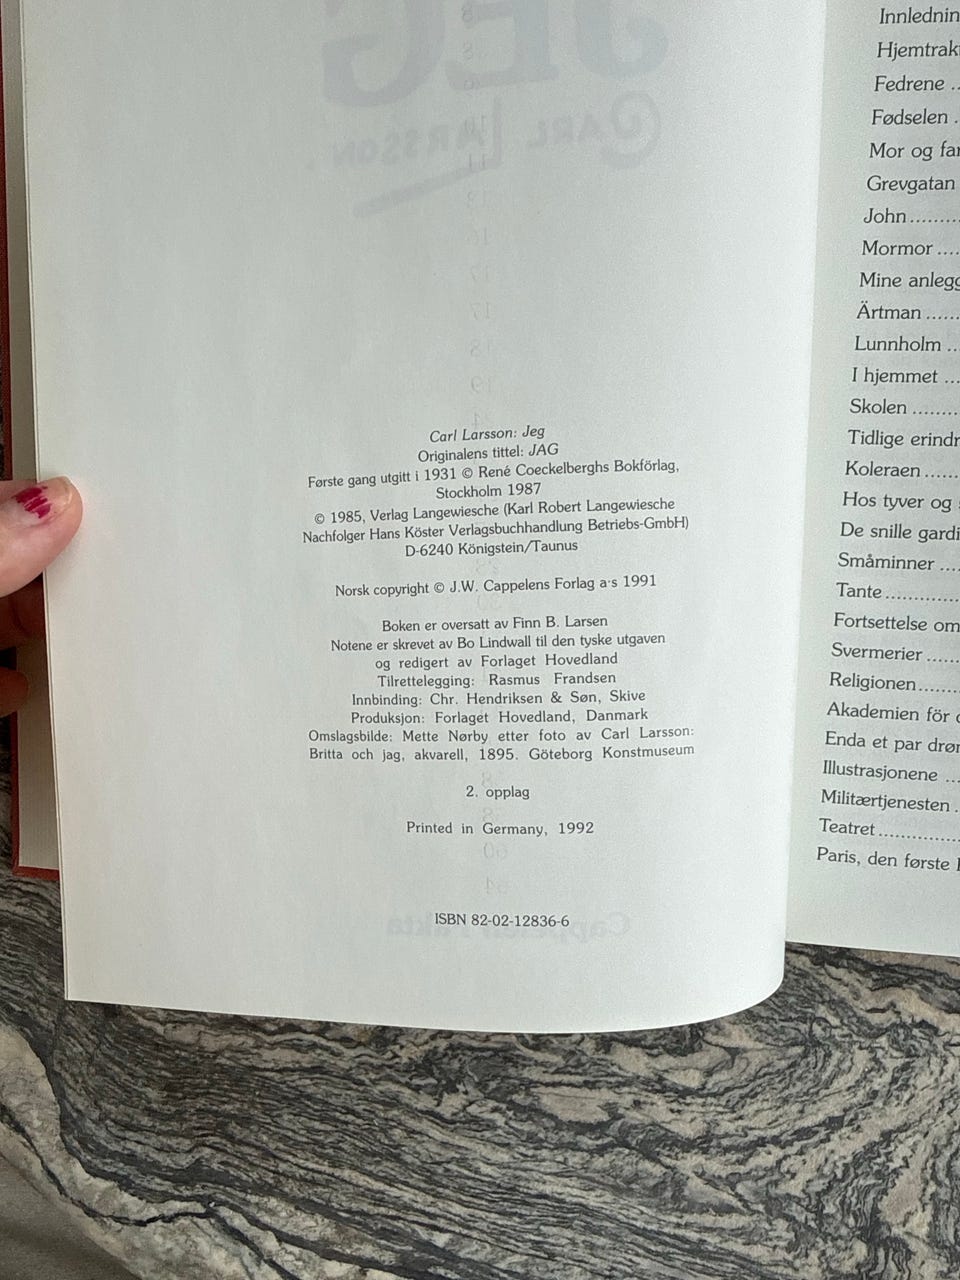 Carl Larsson: Jeg
Originalens tittel: JAG
Første gang utgitt i 1931 © René Coeckelberghs Bokförlag,
Stockholm 1987
© 1985, Verlag Langewiesche (Karl Robert Langewiesche
Nachfolger Hans Köster Verlagsbuchhandlung Betriebs-GmbH)
D-6240 Königstein/Taunus
Norsk copyright © J.W. Cappelens Forlag a·s 1991
Boken er oversatt av Finn B. Larsen
Notene er skrevet av Bo Lindwall til den tyske utgaven
og redigert av Forlaget Hovedland
Tilrettelegging: Rasmus Frandsen
Innbinding: Chr. Hendriksen & Søn, Skive
Produksjon: Forlaget Hovedland, Danmark
Omslagsbilde: Mette Nørby etter foto av Carl Larsson:
Britta och jag, akvarell, 1895. Göteborg Konstmuseum
2. opplag
Printed in Germany, 1992
ISBN 82-02-12836-6
Innlednin
Hjemtrak
Fedrene ..
Fødselen .
Mor og far
Grevgatan
John.........
Mormor ....
Mine anlegg
Ärtman ......
Lunnholm ..
I hjemmet ...
Skolen ........
Tidlige erindr
Koleraen ......
Hos tyver og
De snille gardi
Småminner ....
Tante .............
Fortsettelse om
Svermerier ......
Religionen........
Akademien för
Enda et par drøm
Illustrasjonene ...
Militærtjenesten .
Teatret ...............
Paris, den første